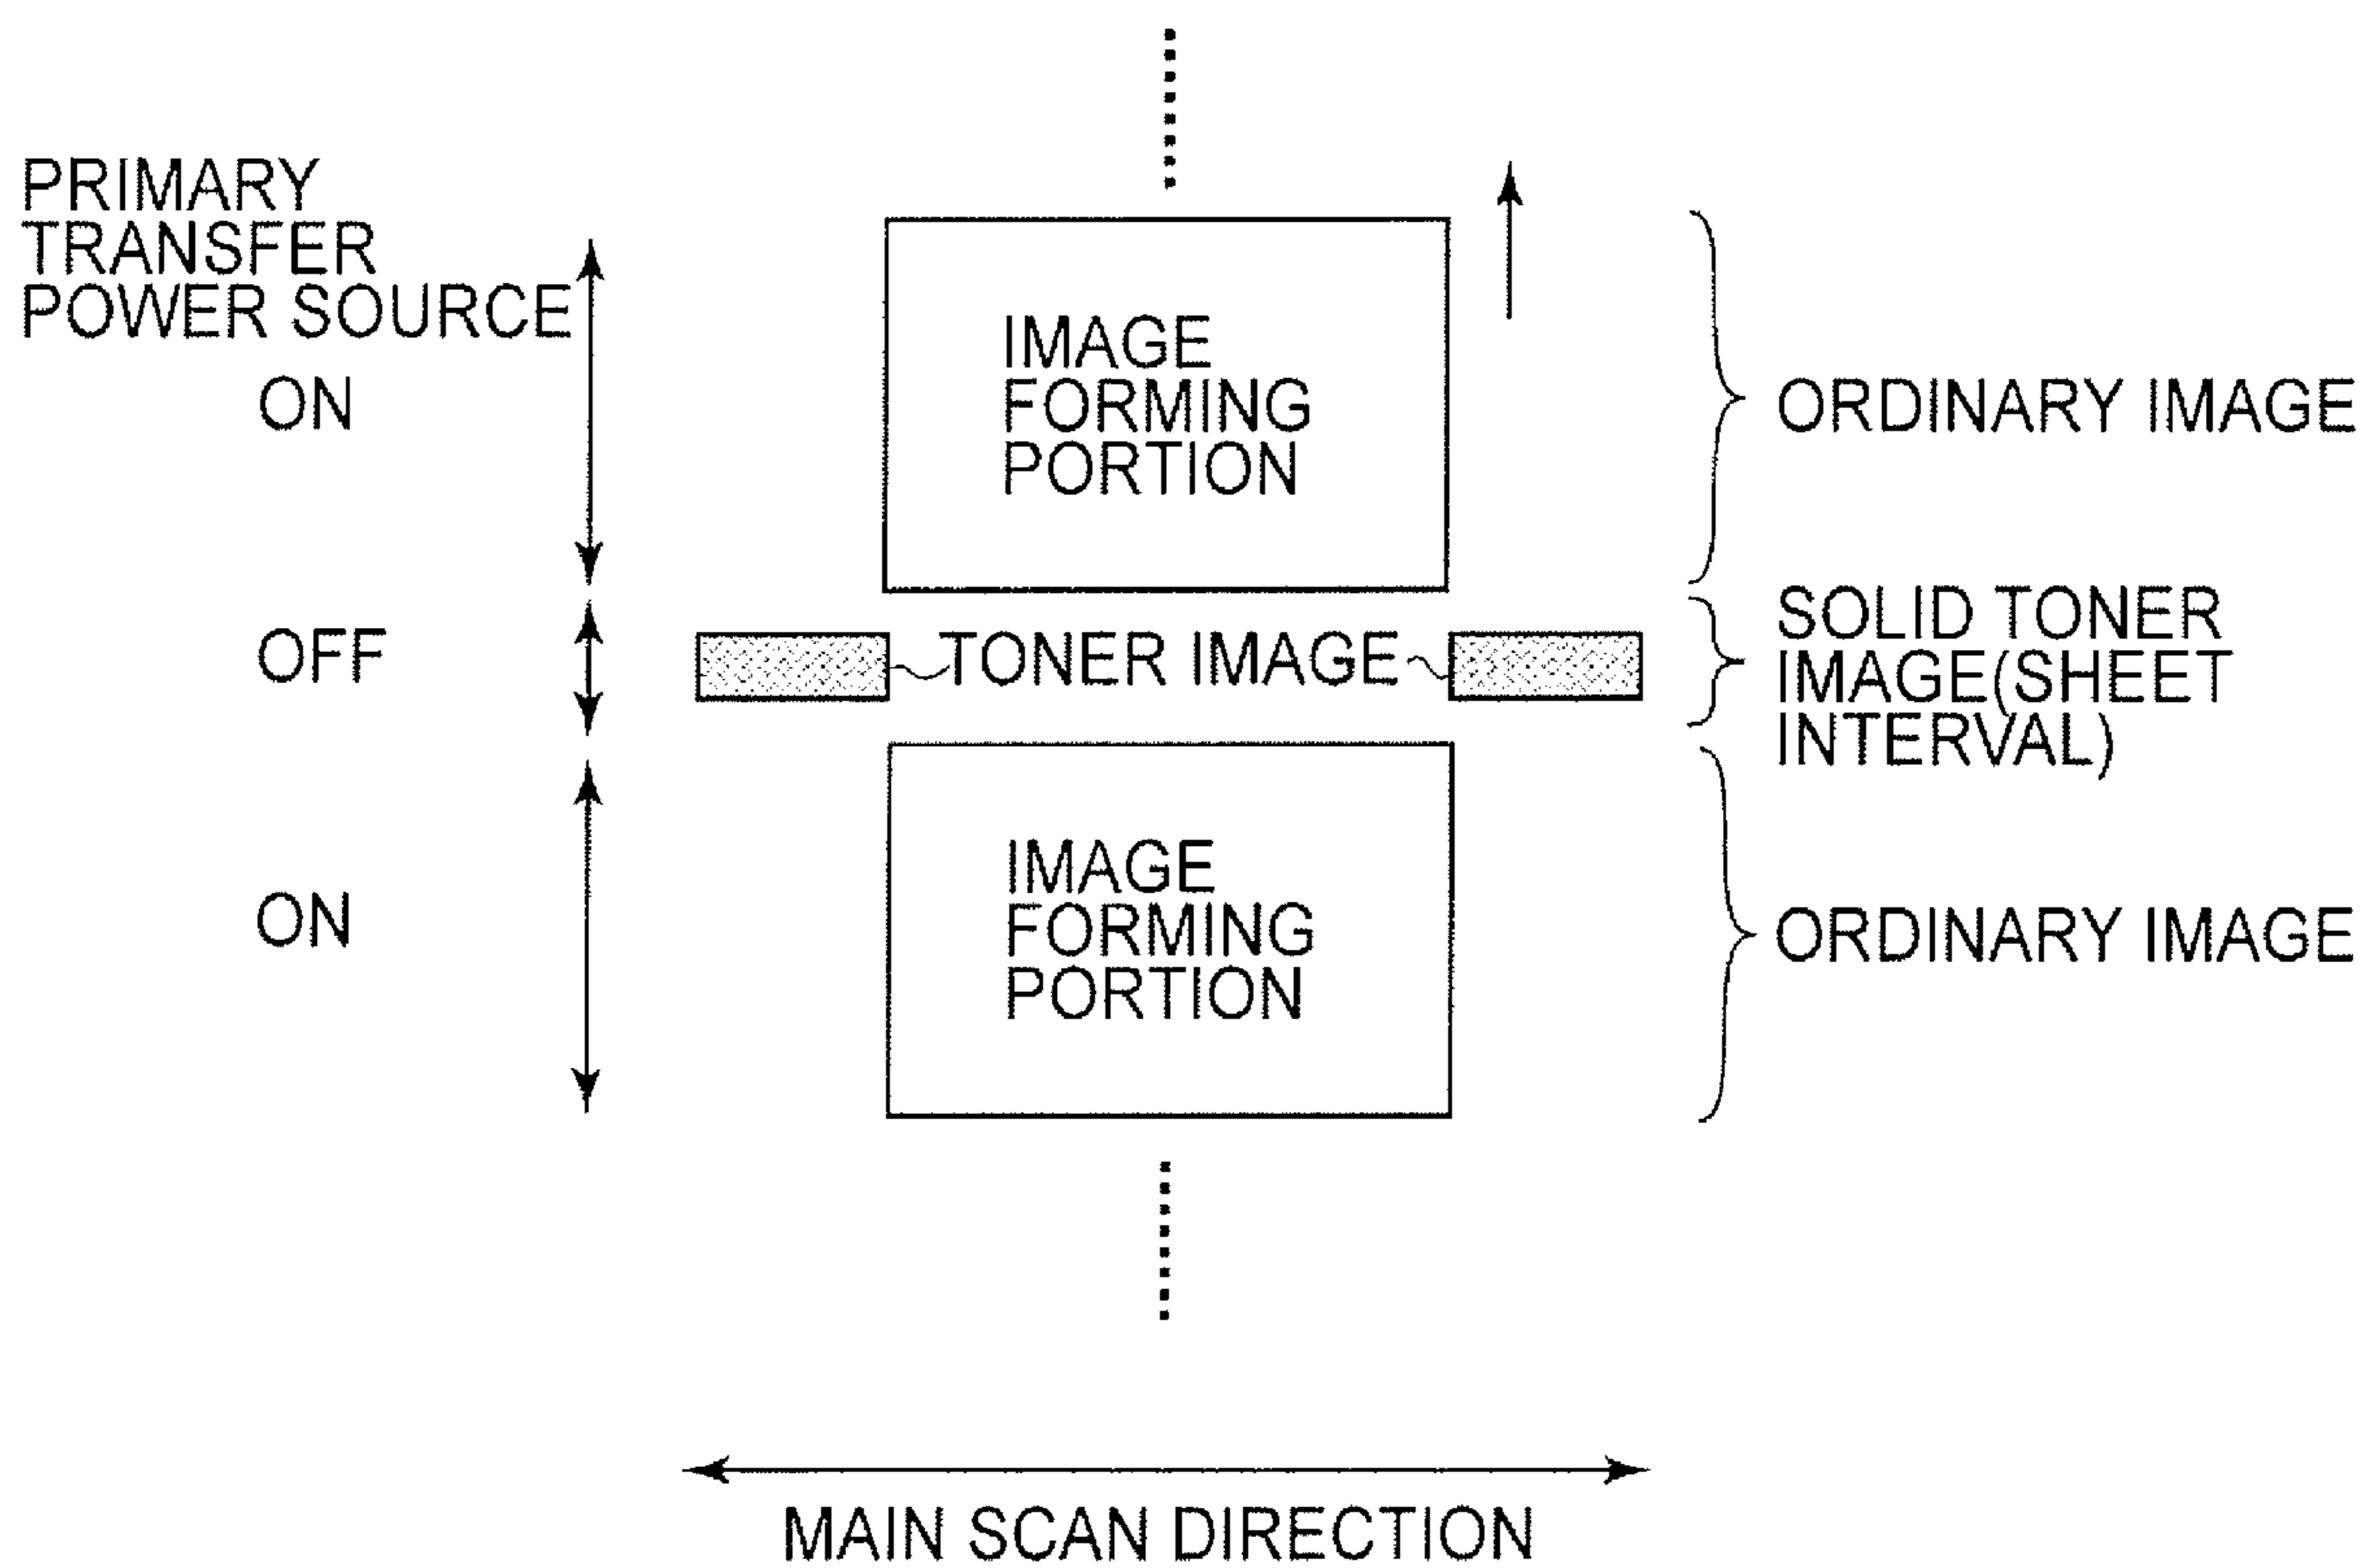 PRIMARY
TRANSFER
POWER SOURCE
ON
IMAGE
FORMING
PORTION
ORDINARY IMAGE
OFF
TONER IMAGE
SOLID TONER
IMAGE(SHEET
INTERVAL)
ON
IMAGE
FORMING
PORTION
ORDINARY IMAGE
MAIN SCAN DIRECTION